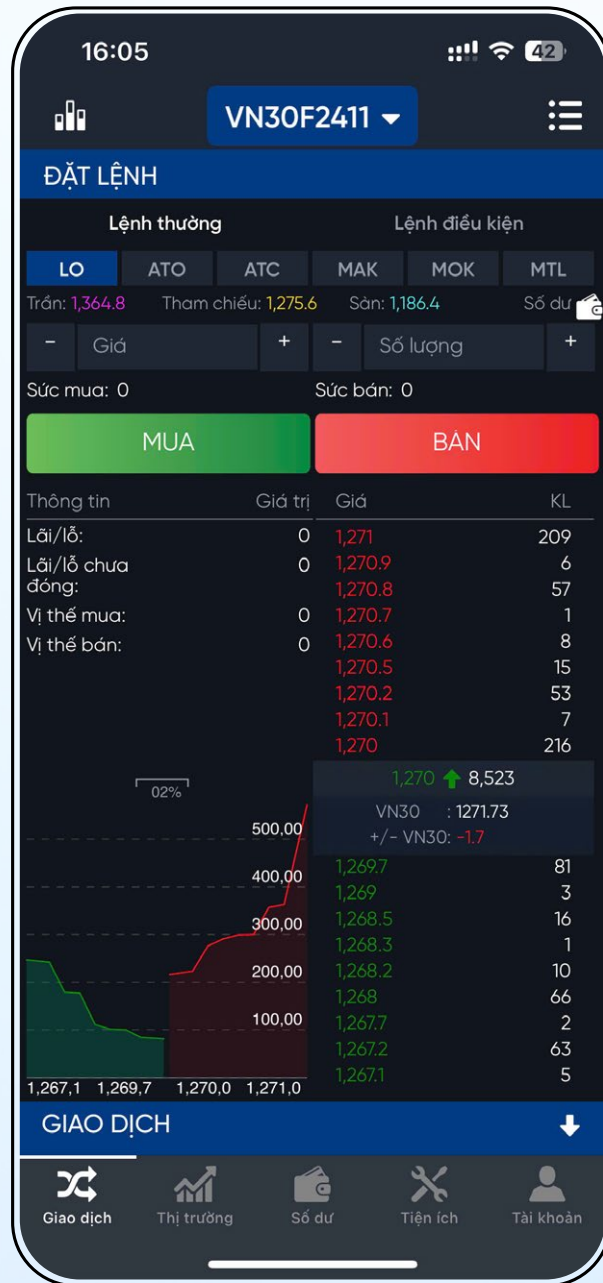 16:05
42
VN30F2411
ĐẶT LỆNH
Lệnh thường Lệnh điều kiện
LO ATO ATC MAK MOK MTL
Trần: 1,364.8 Tham chiếu: 1,275.6 Sàn: 1,186.4 Số dư
- Giá + - Số lượng +
Sức mua: 0 Sức bán: 0
MUA BÁN
Thông tin Giá trị Giá KL
Lãi/lỗ: 0 1,271 209
Lãi/lỗ chưa 0 1,270.9 6
đóng: 1,270.8 57
Vị thế mua: 0 1,270.7 1
Vị thế bán: 0 1,270.6 8
1,270.5 15
1,270.2 53
1,270.1 7
1,270 216
1,270 8,523
02%
VN30 : 1271.73
+/- VN30: -1.7
500,00
1,269.7 81
400,00
1,269 3
1,268.5 16
300,00
1,268.3 1
1,268.2 10
200,00
1,268 66
100,00
1,267.7 2
1,267.2 63
1,267.1 5
1,267,1 1,269,7 1,270,0 1,271,0
GIAO DỊCH
Giao dịch Thị trường Số dư Tiện ích Tài khoản